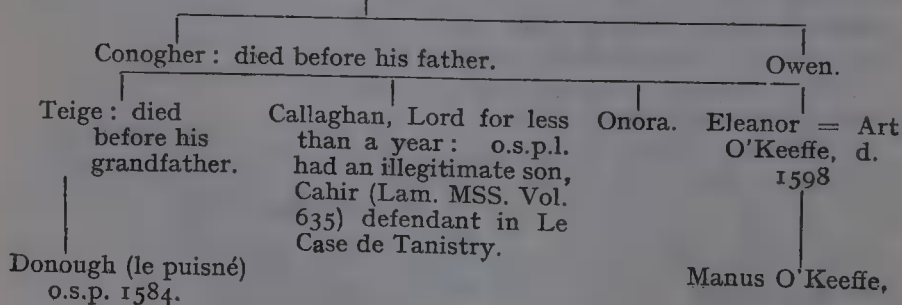 Conogher : died before his father.
Owen.
Teige : died
before his
grandfather.
Callaghan, Lord for less
than a year : o.s.p.l.
had an illegitimate son,
Cahir (Lam. MSS. Vol.
635) defendant in Le
Case de Tanistry.
Onora.
Eleanor = Art
O'Keeffe, d.
1598
Donough (le puisné)
o.s.p. 1584.
Manus O'Keeffe,